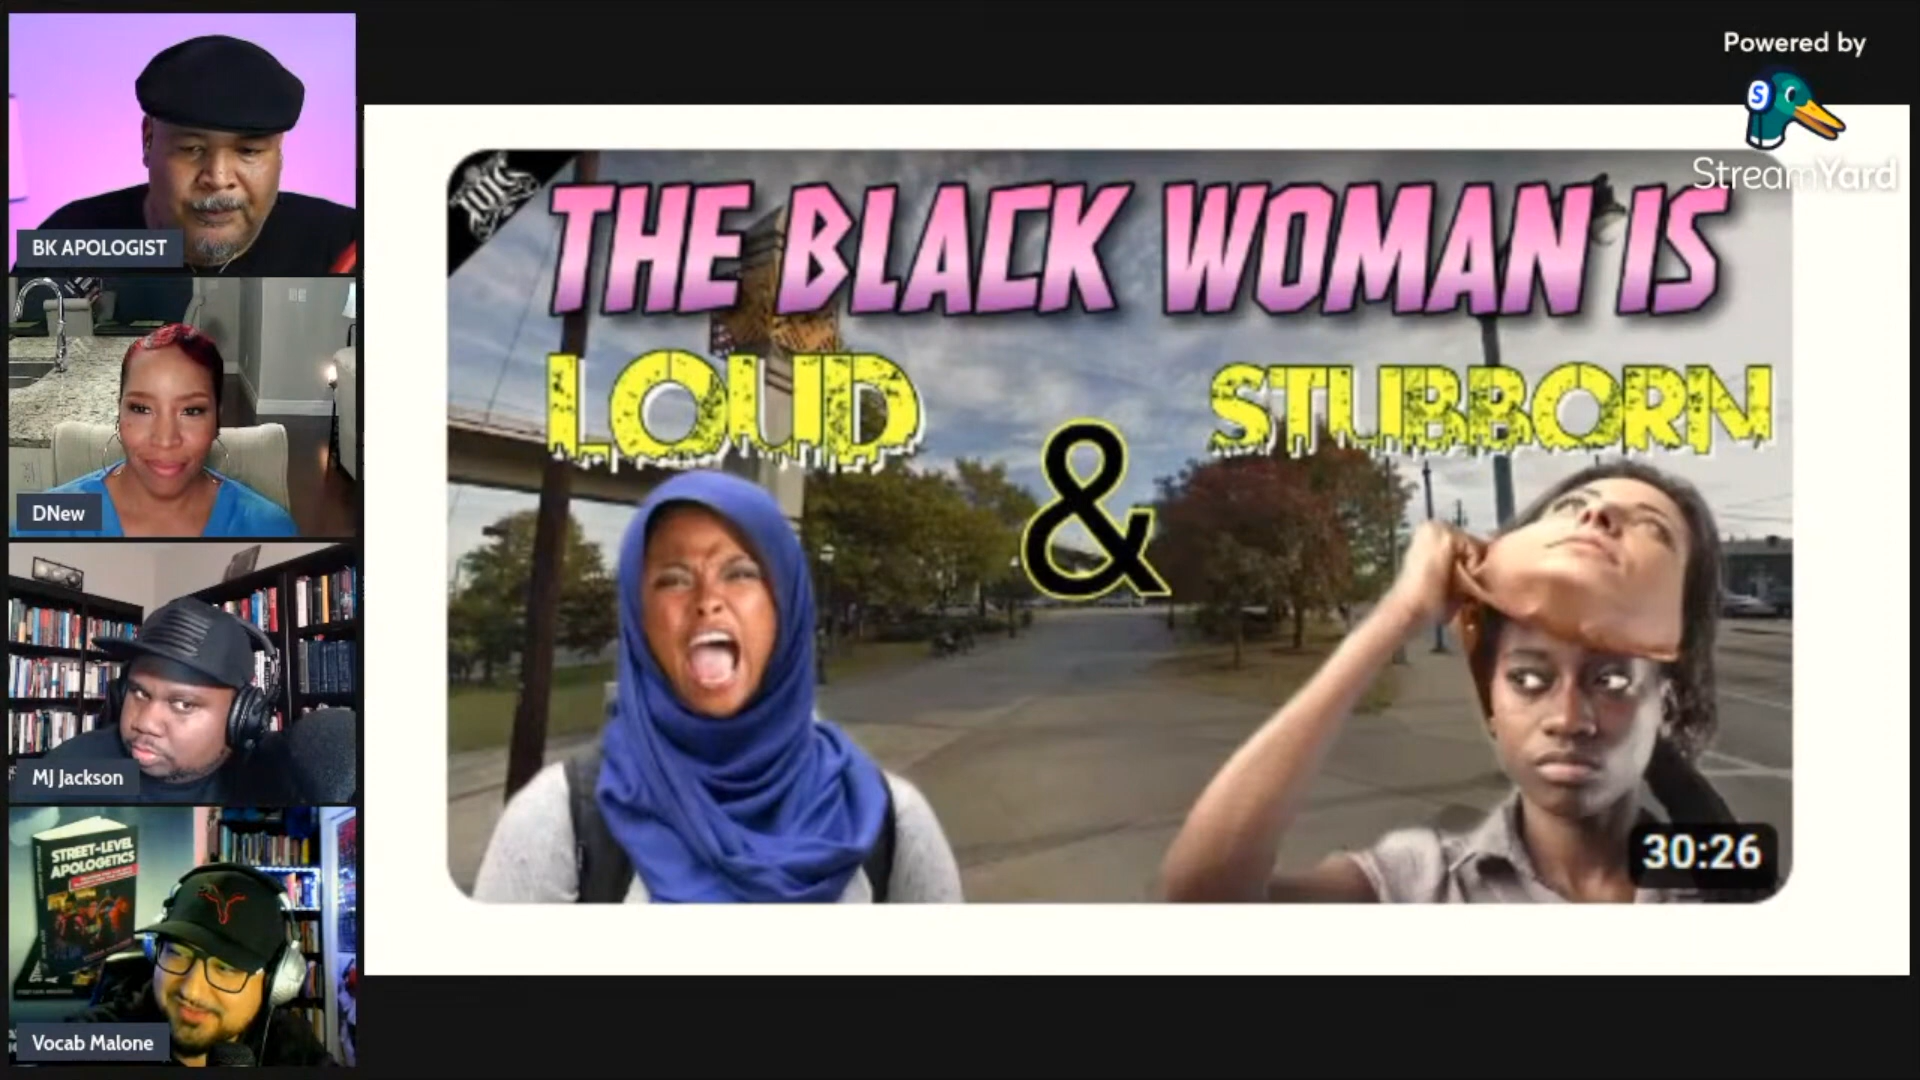 Powered by
StreamYard
BK APOLOGIST
DNew
MJ Jackson
STREET-LEVEL
APOLOGETICS
Vocab Malone
IUIC
THE BLACK WOMAN IS
LOUD
&
STUBBORN
30:26